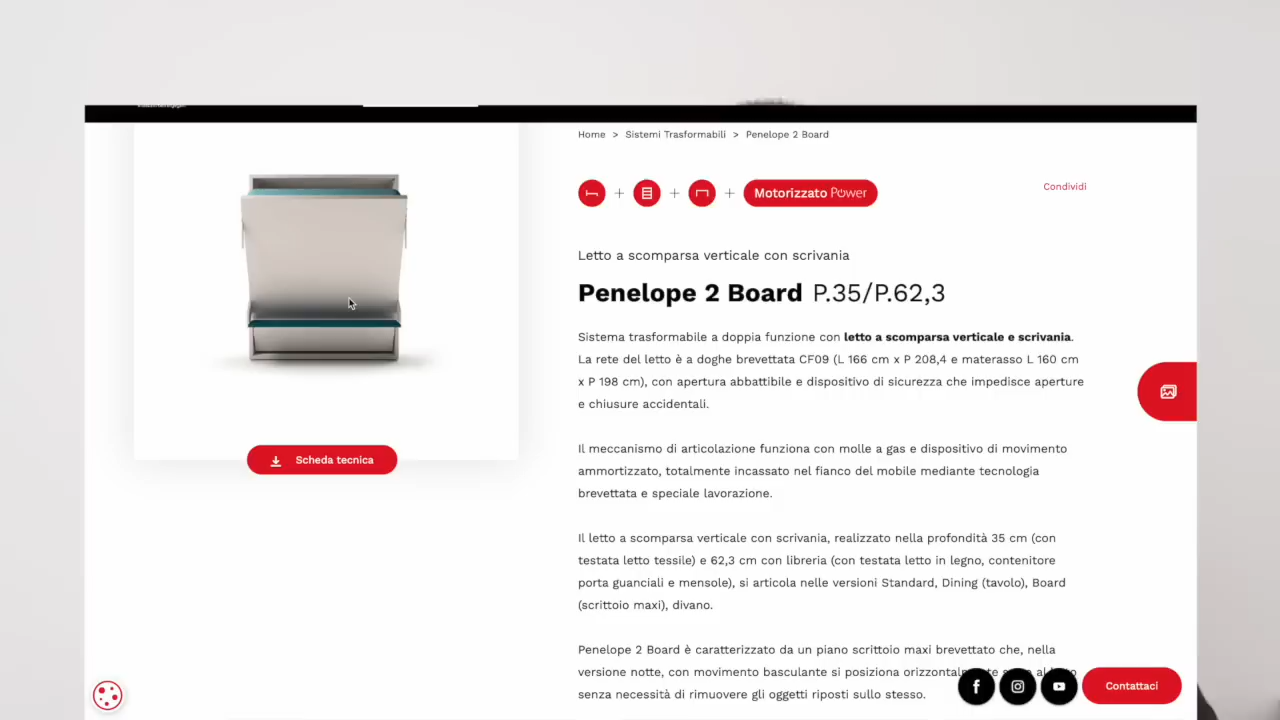 Home > Sistemi Trasformabili > Penelope 2 Board
+ + + Motorizzato Power
Condividi
Letto a scomparsa verticale con scrivania
Penelope 2 Board P.35/P.62,3
Sistema trasformabile a doppia funzione con letto a scomparsa verticale e scrivania.
La rete del letto è a doghe brevettata CF09 (L 166 cm x P 208,4 e materasso L 160 cm
x P 198 cm), con apertura abbattibile e dispositivo di sicurezza che impedisce aperture
e chiusure accidentali.
Scheda tecnica
Il meccanismo di articolazione funziona con molle a gas e dispositivo di movimento
ammortizzato, totalmente incassato nel fianco del mobile mediante tecnologia
brevettata e speciale lavorazione.
Il letto a scomparsa verticale con scrivania, realizzato nella profondità 35 cm (con
testata letto tessile) e 62,3 cm con libreria (con testata letto in legno, contenitore
porta guanciali e mensole), si articola nelle versioni Standard, Dining (tavolo), Board
(scrittoio maxi), divano.
Penelope 2 Board è caratterizzato da un piano scrittoio maxi brevettato che, nella
versione notte, con movimento basculante si posiziona
senza necessità di rimuovere gli oggetti riposti sullo stesso.
Contattaci